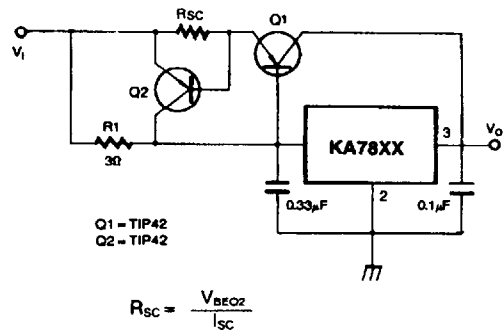 RSC
Q1
VI
Q2
R1
3Ω
KA78XX
3
VO
2
0.33μF
0.1μF
Q1 = TIP42
Q2 = TIP42
RSC = VBEQ2 / ISC